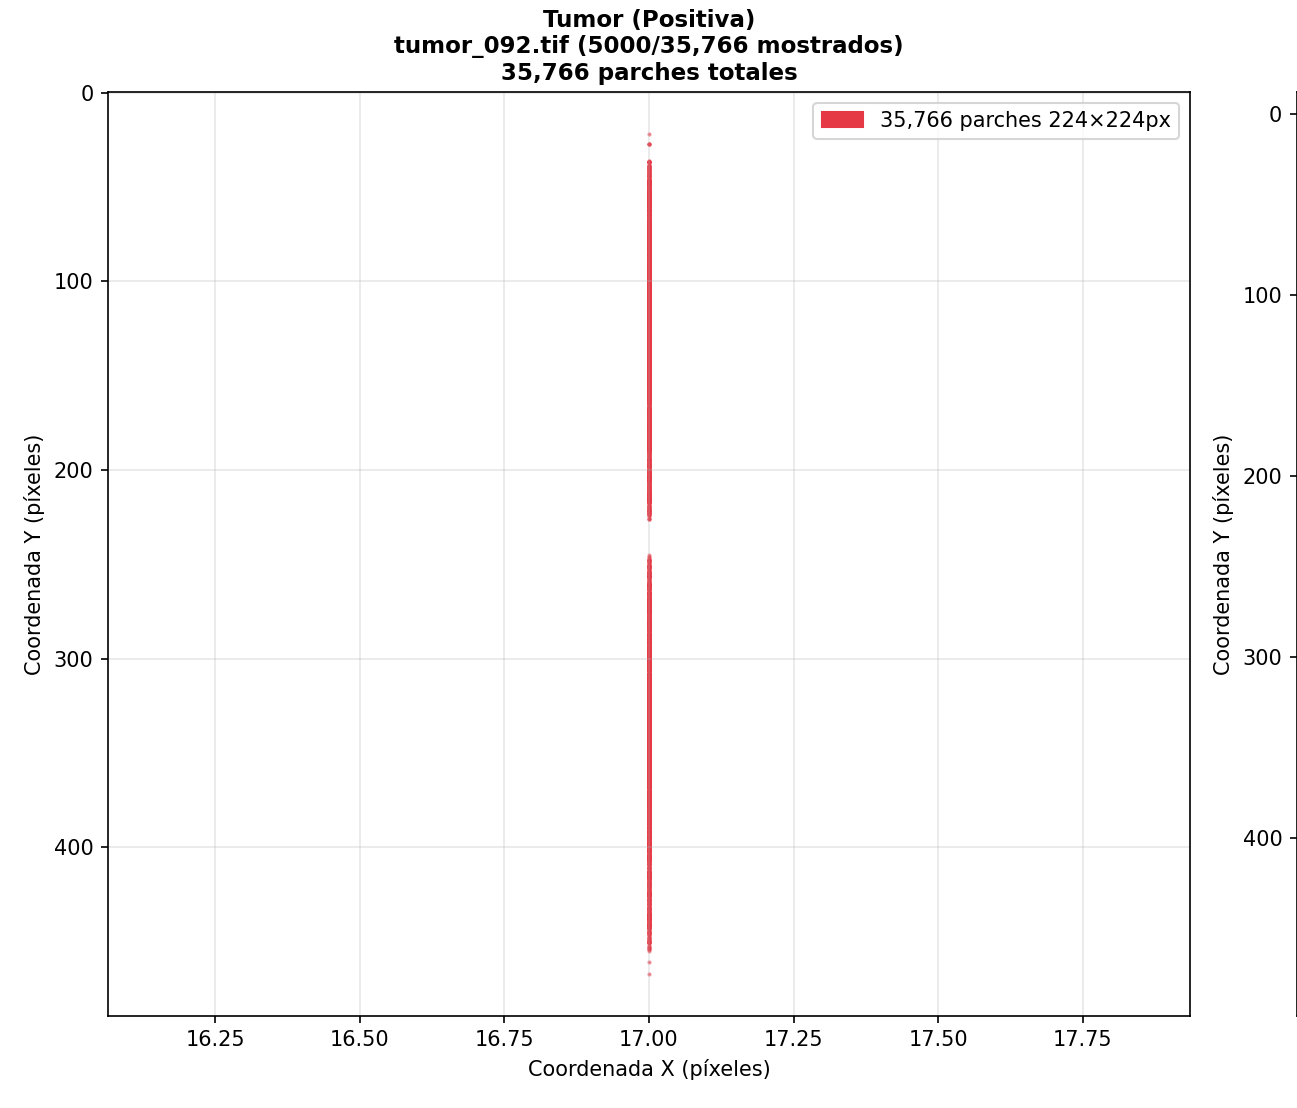 Tumor (Positiva)
tumor_092.tif (5000/35,766 mostrados)
35,766 parches totales
35,766 parches 224×224px
0
100
200
300
400
Coordenada Y (píxeles)
16.25
16.50
16.75
17.00
17.25
17.50
17.75
Coordenada X (píxeles)
0
100
200
300
400
Coordenada Y (píxeles)